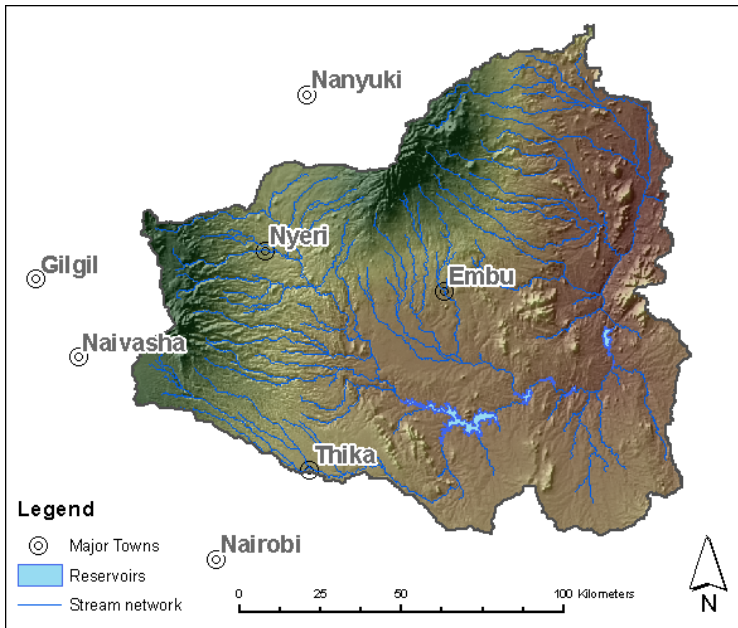 Nanyuki
Nyeri
Gilgil
Embu
Naivasha
Thika
Legend
Major Towns
Nairobi
Reservoirs
Stream network
0 25 50 100 Kilometers
N